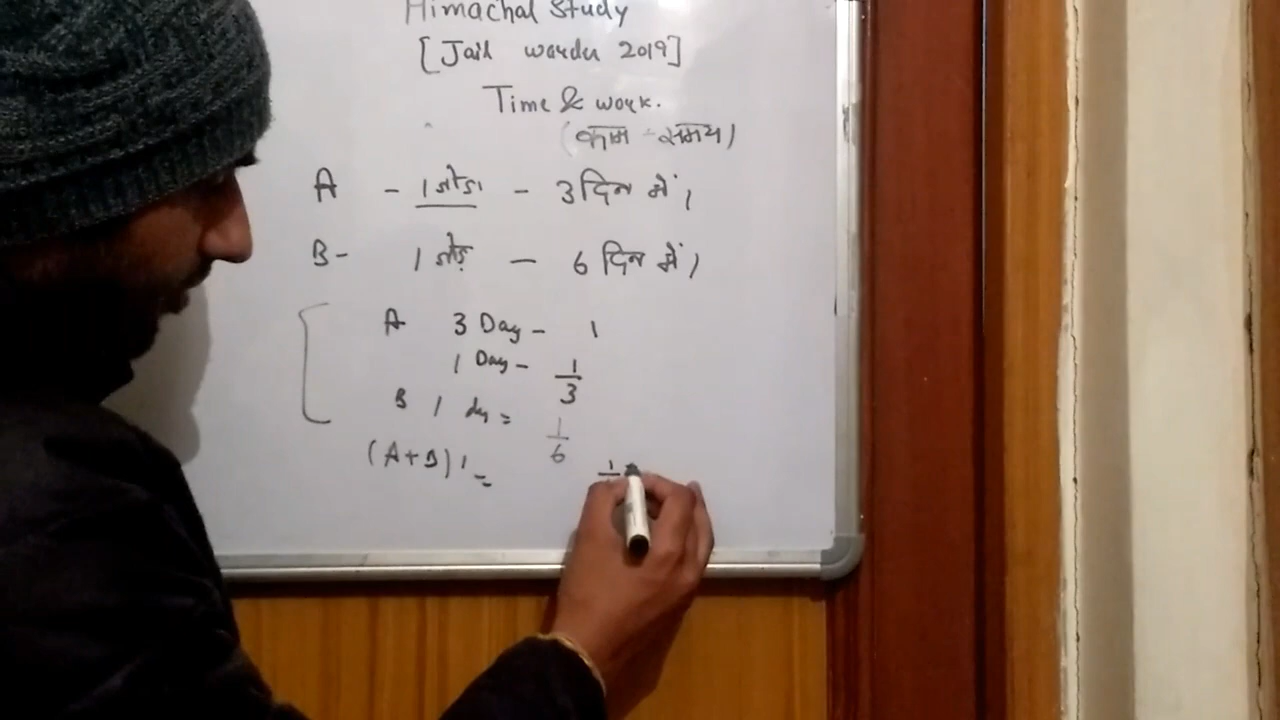 Himachal Study
[Jail warder 2019]
Time & work.
(काम - समय)
A - 1 जोड़ा - 3 दिन में।
B - 1 जोड़ - 6 दिन में।
A 3 Day - 1
1 Day - 1/3
B 1 day = 1/6
(A+B) 1 =